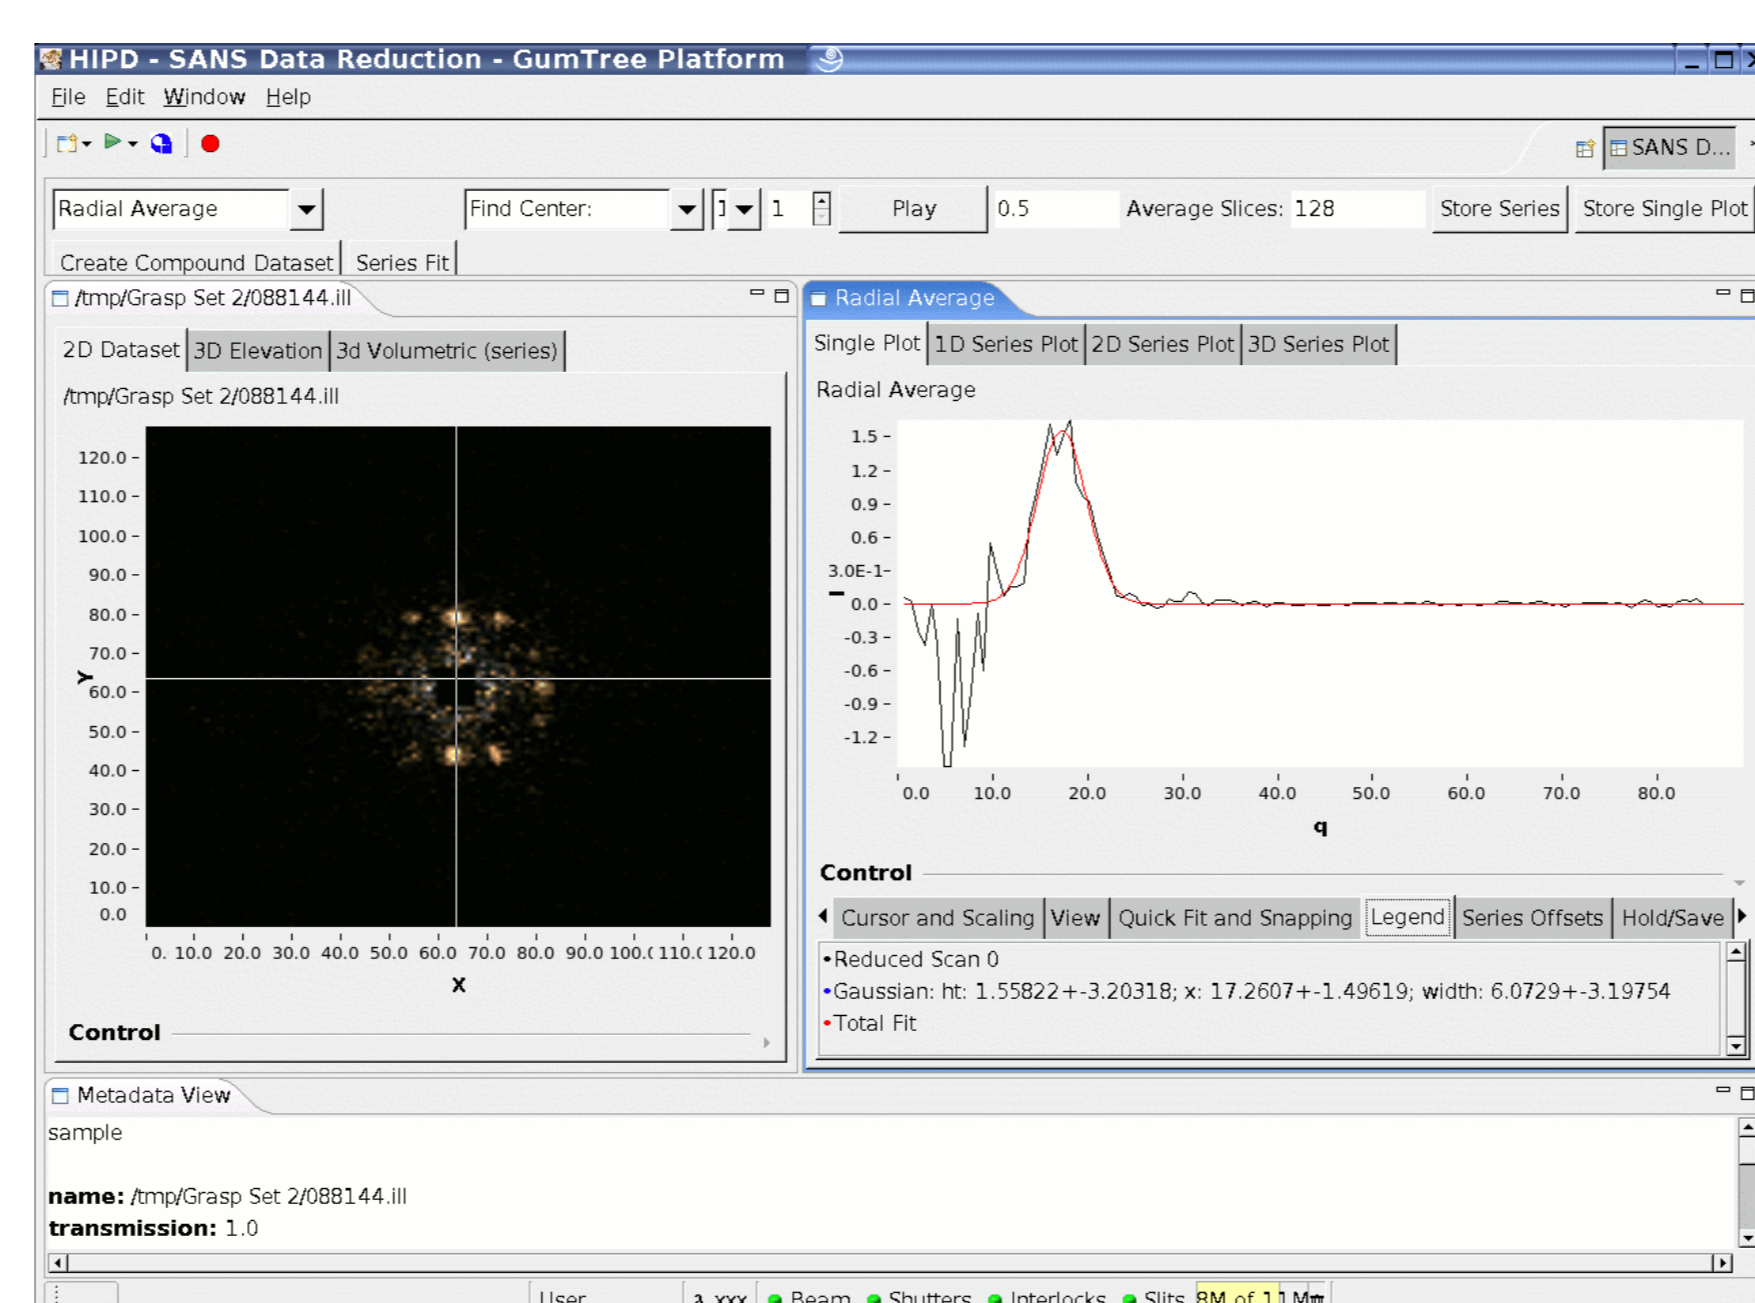 HIPD - SANS Data Reduction - GumTree Platform
File Edit Window Help
SANS D...
Radial Average Find Center: 1 Play 0.5 Average Slices: 128 Store Series Store Single Plot
Create Compound Dataset Series Fit
/tmp/Grasp Set 2/088144.ill
2D Dataset 3D Elevation 3d Volumetric (series)
/tmp/Grasp Set 2/088144.ill
120.0
110.0
100.0
90.0
80.0
70.0
Y
60.0
50.0
40.0
30.0
20.0
10.0
0.0
0. 10.0 20.0 30.0 40.0 50.0 60.0 70.0 80.0 90.0 100.( 110.( 120.0
X
Control
Radial Average
Single Plot 1D Series Plot 2D Series Plot 3D Series Plot
Radial Average
1.5
1.2
0.9
0.6
3.0E-1
I
0.0
-0.3
-0.6
-0.9
-1.2
0.0 10.0 20.0 30.0 40.0 50.0 60.0 70.0 80.0
q
Control
Cursor and Scaling View Quick Fit and Snapping Legend Series Offsets Hold/Save
•Reduced Scan 0
•Gaussian: ht: 1.55822+-3.20318; x: 17.2607+-1.49619; width: 6.0729+-3.19754
•Total Fit
Metadata View
sample
name: /tmp/Grasp Set 2/088144.ill
transmission: 1.0
User xxx Beam Shutters Interlocks Slits 8M of 11M